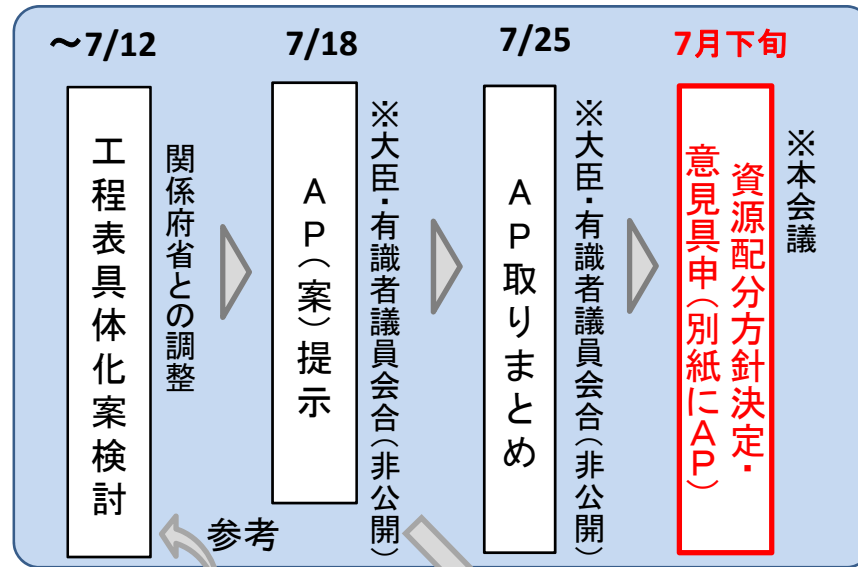 ～7/12
7/18
7/25
7月下旬
工程表具体化案検討
関係府省との調整
ＡＰ（案）提示
※大臣・有識者議員会合（非公開）
ＡＰ取りまとめ
※大臣・有識者議員会合（非公開）
資源配分方針決定・
意見具申（別紙にＡＰ）
※本会議
参考